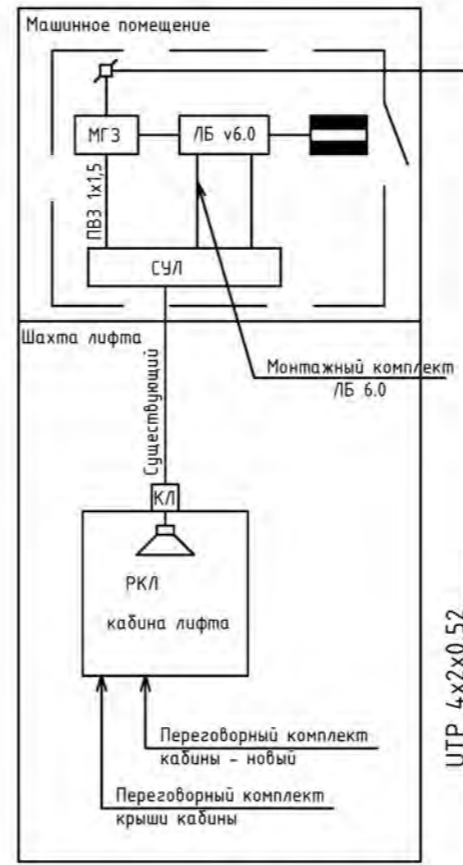 Машинное помещение
МГЗ
ЛБ v6.0
ПВ3 1х1,5
СУЛ
Шахта лифта
Монтажный комплект
ЛБ 6.0
Существующий
КЛ
РКЛ
кабина лифта
UTP 4x2x0.52
Переговорный комплект
кабины - новый
Переговорный комплект
крыши кабины